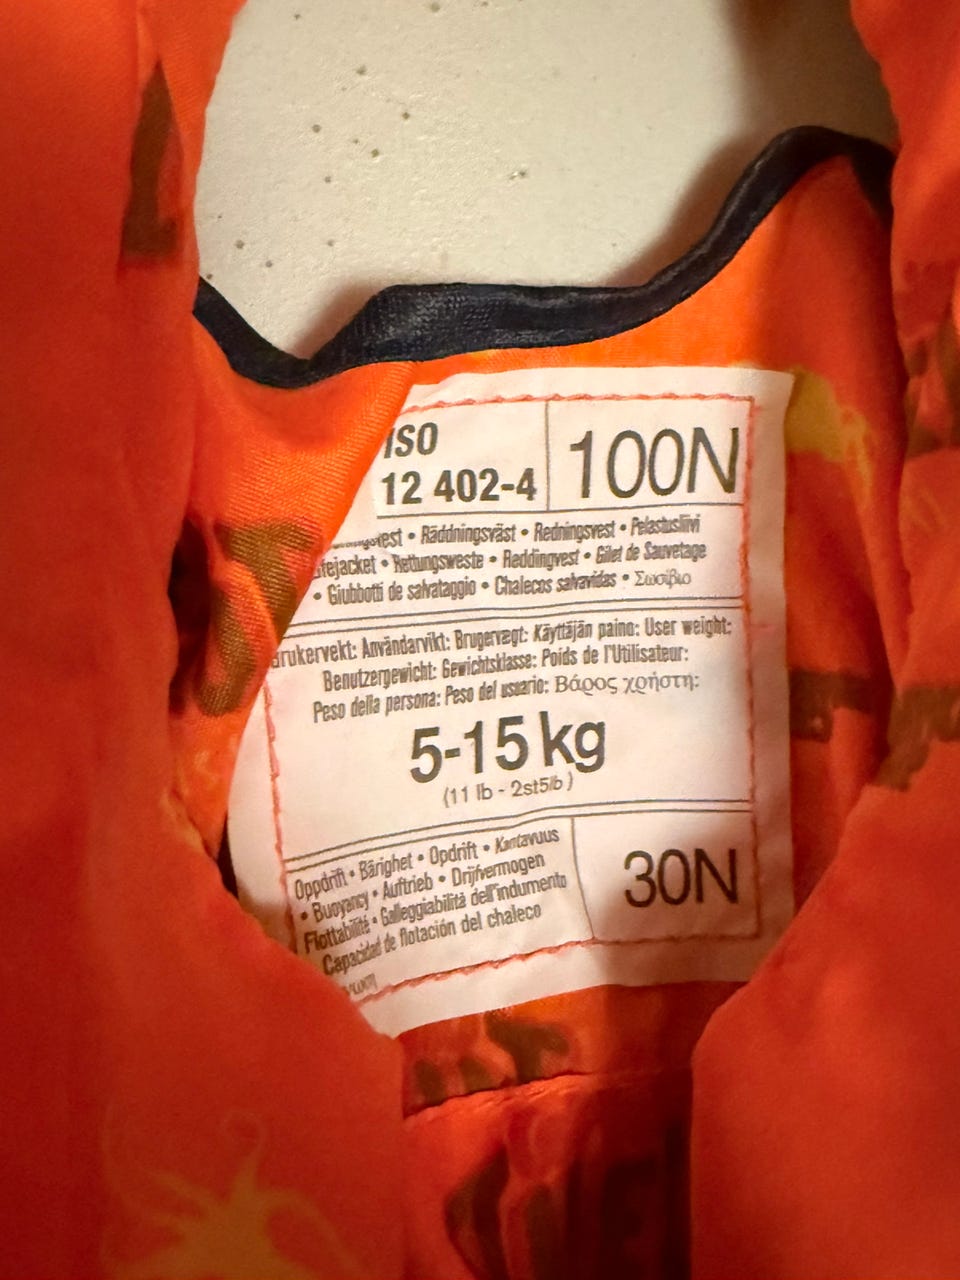 ISO
12 402-4
100N
Räddningsväst • Redningsvest • Pelastusliivi
• Rettungsweste • Reddingvest • Gilet de Sauvetage
• Giubbotti de salvataggio • Chalecos salvavidas • Σωσίβιο
Brukervekt: Användarvikt: Brugervægt: Käyttäjän paino: User weight:
Benutzergewicht: Gewichtsklasse: Poids de l'Utilisateur:
Peso della persona: Peso del usuario: Βάρος χρήστη:
5-15 kg
(11 lb - 2st5lb)
Oppdrift • Bärighet • Opdrift • Kantavuus
• Buoyancy • Auftrieb • Drijfvermogen
Flottabilité • Galleggiabilità dell'indumento
Capacidad de flotación del chaleco
30N